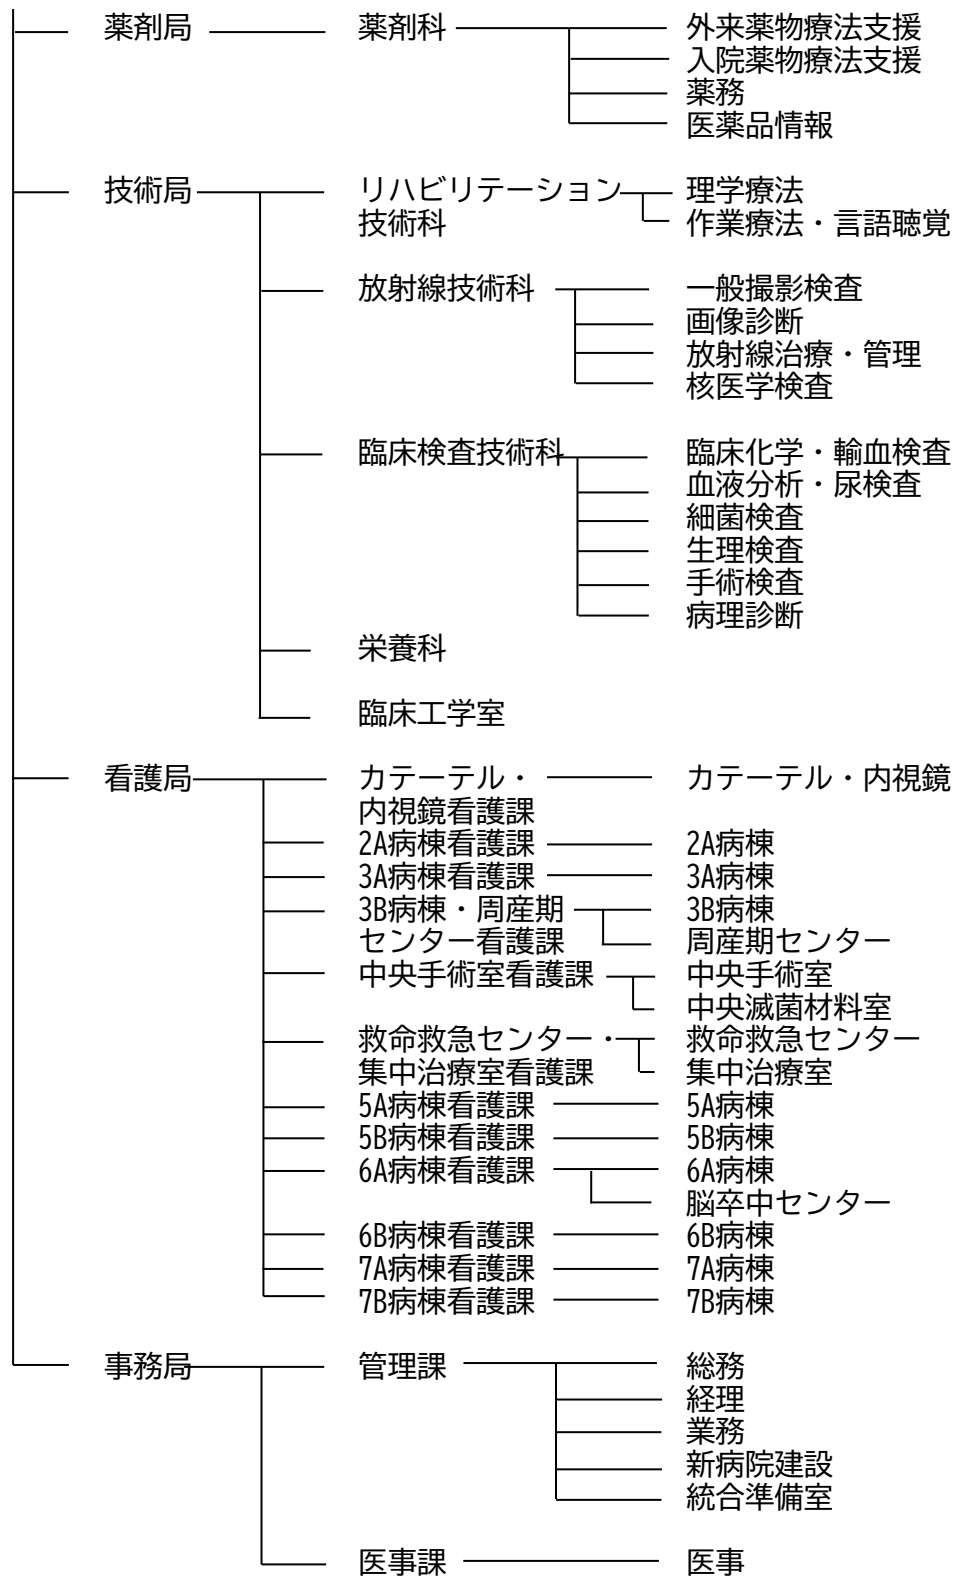 薬剤局 薬剤科 外来薬物療法支援
入院薬物療法支援
薬務
医薬品情報
技術局 リハビリテーション 理学療法
技術科 作業療法・言語聴覚
放射線技術科 一般撮影検査
画像診断
放射線治療・管理
核医学検査
臨床検査技術科 臨床化学・輸血検査
血液分析・尿検査
細菌検査
生理検査
手術検査
病理診断
栄養科
臨床工学室
看護局 カテーテル・ カテーテル・内視鏡
内視鏡看護課
2A病棟看護課 2A病棟
3A病棟看護課 3A病棟
3B病棟・周産期 3B病棟
センター看護課 周産期センター
中央手術室看護課 中央手術室
中央滅菌材料室
救命救急センター・ 救命救急センター
集中治療室看護課 集中治療室
5A病棟看護課 5A病棟
5B病棟看護課 5B病棟
6A病棟看護課 6A病棟
脳卒中センター
6B病棟看護課 6B病棟
7A病棟看護課 7A病棟
7B病棟看護課 7B病棟
事務局 管理課 総務
経理
業務
新病院建設
統合準備室
医事課 医事